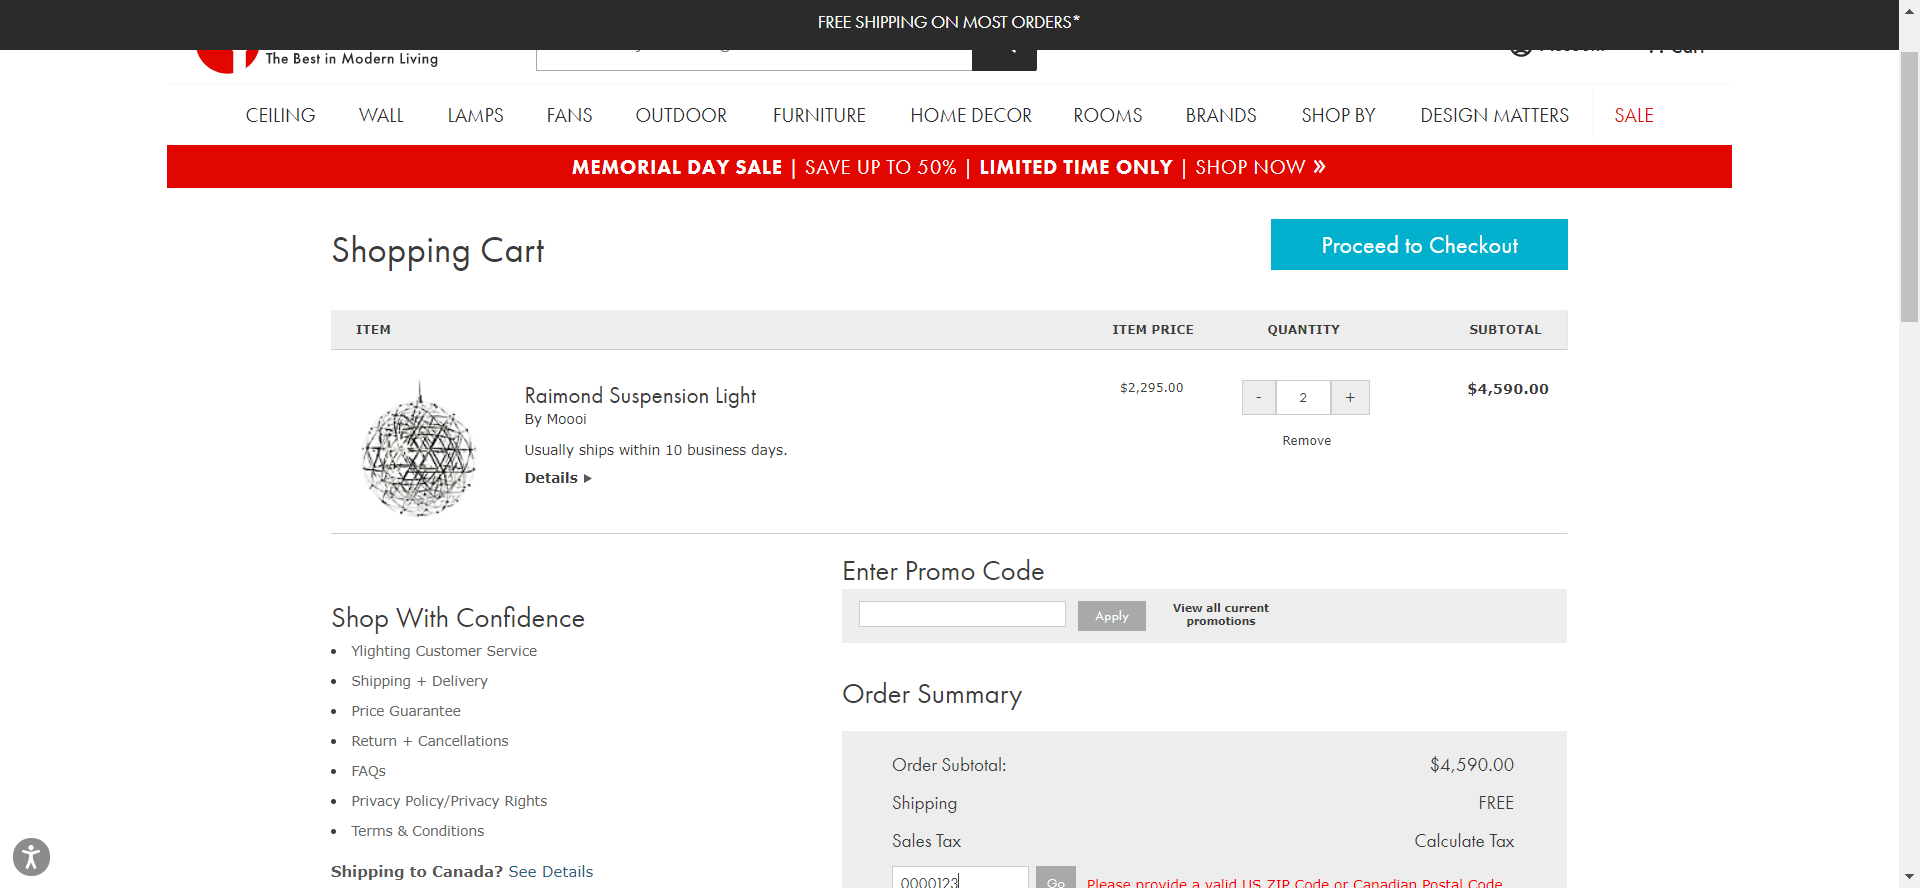 FREE SHIPPING ON MOST ORDERS*
The Best in Modern Living
CEILING WALL LAMPS FANS OUTDOOR FURNITURE HOME DECOR ROOMS BRANDS SHOP BY DESIGN MATTERS SALE
MEMORIAL DAY SALE | SAVE UP TO 50% | LIMITED TIME ONLY | SHOP NOW »
Shopping Cart
Proceed to Checkout
ITEM ITEM PRICE QUANTITY SUBTOTAL
Raimond Suspension Light
By Moooi
Usually ships within 10 business days.
Details ▶
$2,295.00
- 2 +
Remove
$4,590.00
Enter Promo Code
Apply
View all current
promotions
Shop With Confidence
• Ylighting Customer Service
• Shipping + Delivery
• Price Guarantee
• Return + Cancellations
• FAQs
• Privacy Policy/Privacy Rights
• Terms & Conditions
Shipping to Canada? See Details
Order Summary
Order Subtotal: $4,590.00
Shipping FREE
Sales Tax Calculate Tax
0000123 Go Please provide a valid US ZIP Code or Canadian Postal Code